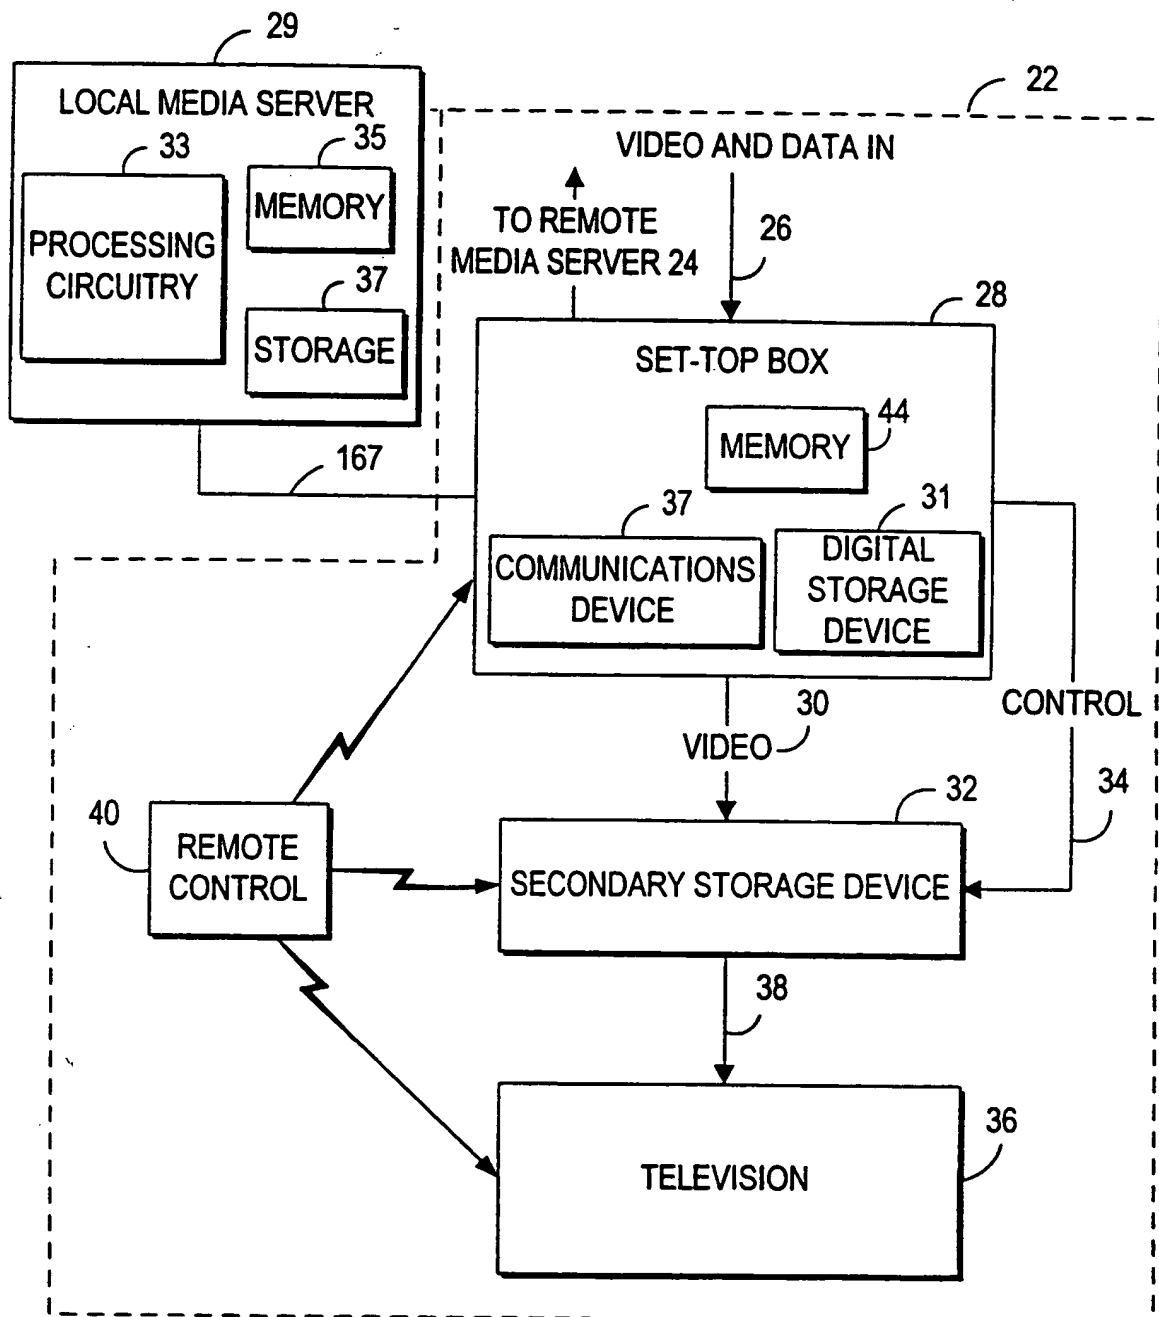 29
LOCAL MEDIA SERVER
33
35
PROCESSING
CIRCUITRY
MEMORY
37
STORAGE
22
VIDEO AND DATA IN
TO REMOTE
MEDIA SERVER 24
26
28
SET-TOP BOX
44
MEMORY
167
37
COMMUNICATIONS
DEVICE
31
DIGITAL
STORAGE
DEVICE
30
VIDEO
CONTROL
34
40
REMOTE
CONTROL
32
SECONDARY STORAGE DEVICE
38
36
TELEVISION